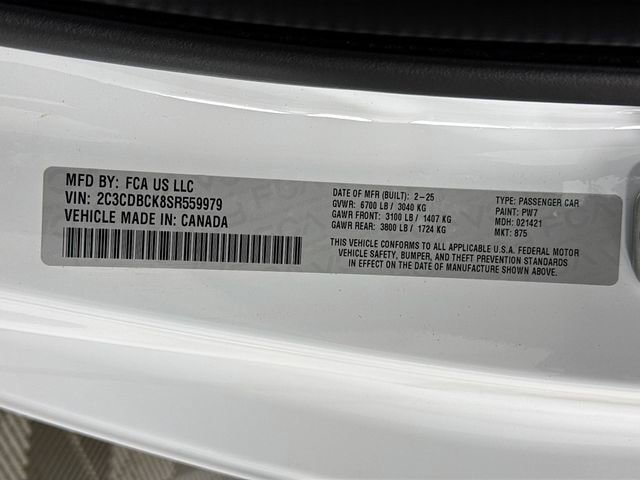 MFD BY: FCA US LLC
VIN: 2C3CDBCK8SR559979
VEHICLE MADE IN: CANADA
DATE OF MFR (BUILT): 2-25
GVWR: 6700 LB / 3040 KG
GAWR FRONT: 3100 LB / 1407 KG
GAWR REAR: 3800 LB / 1724 KG
TYPE: PASSENGER CAR
PAINT: PW7
MDH: 021421
MKT: 875
THIS VEHICLE CONFORMS TO ALL APPLICABLE U.S.A. FEDERAL MOTOR
VEHICLE SAFETY, BUMPER, AND THEFT PREVENTION STANDARDS
IN EFFECT ON THE DATE OF MANUFACTURE SHOWN ABOVE.